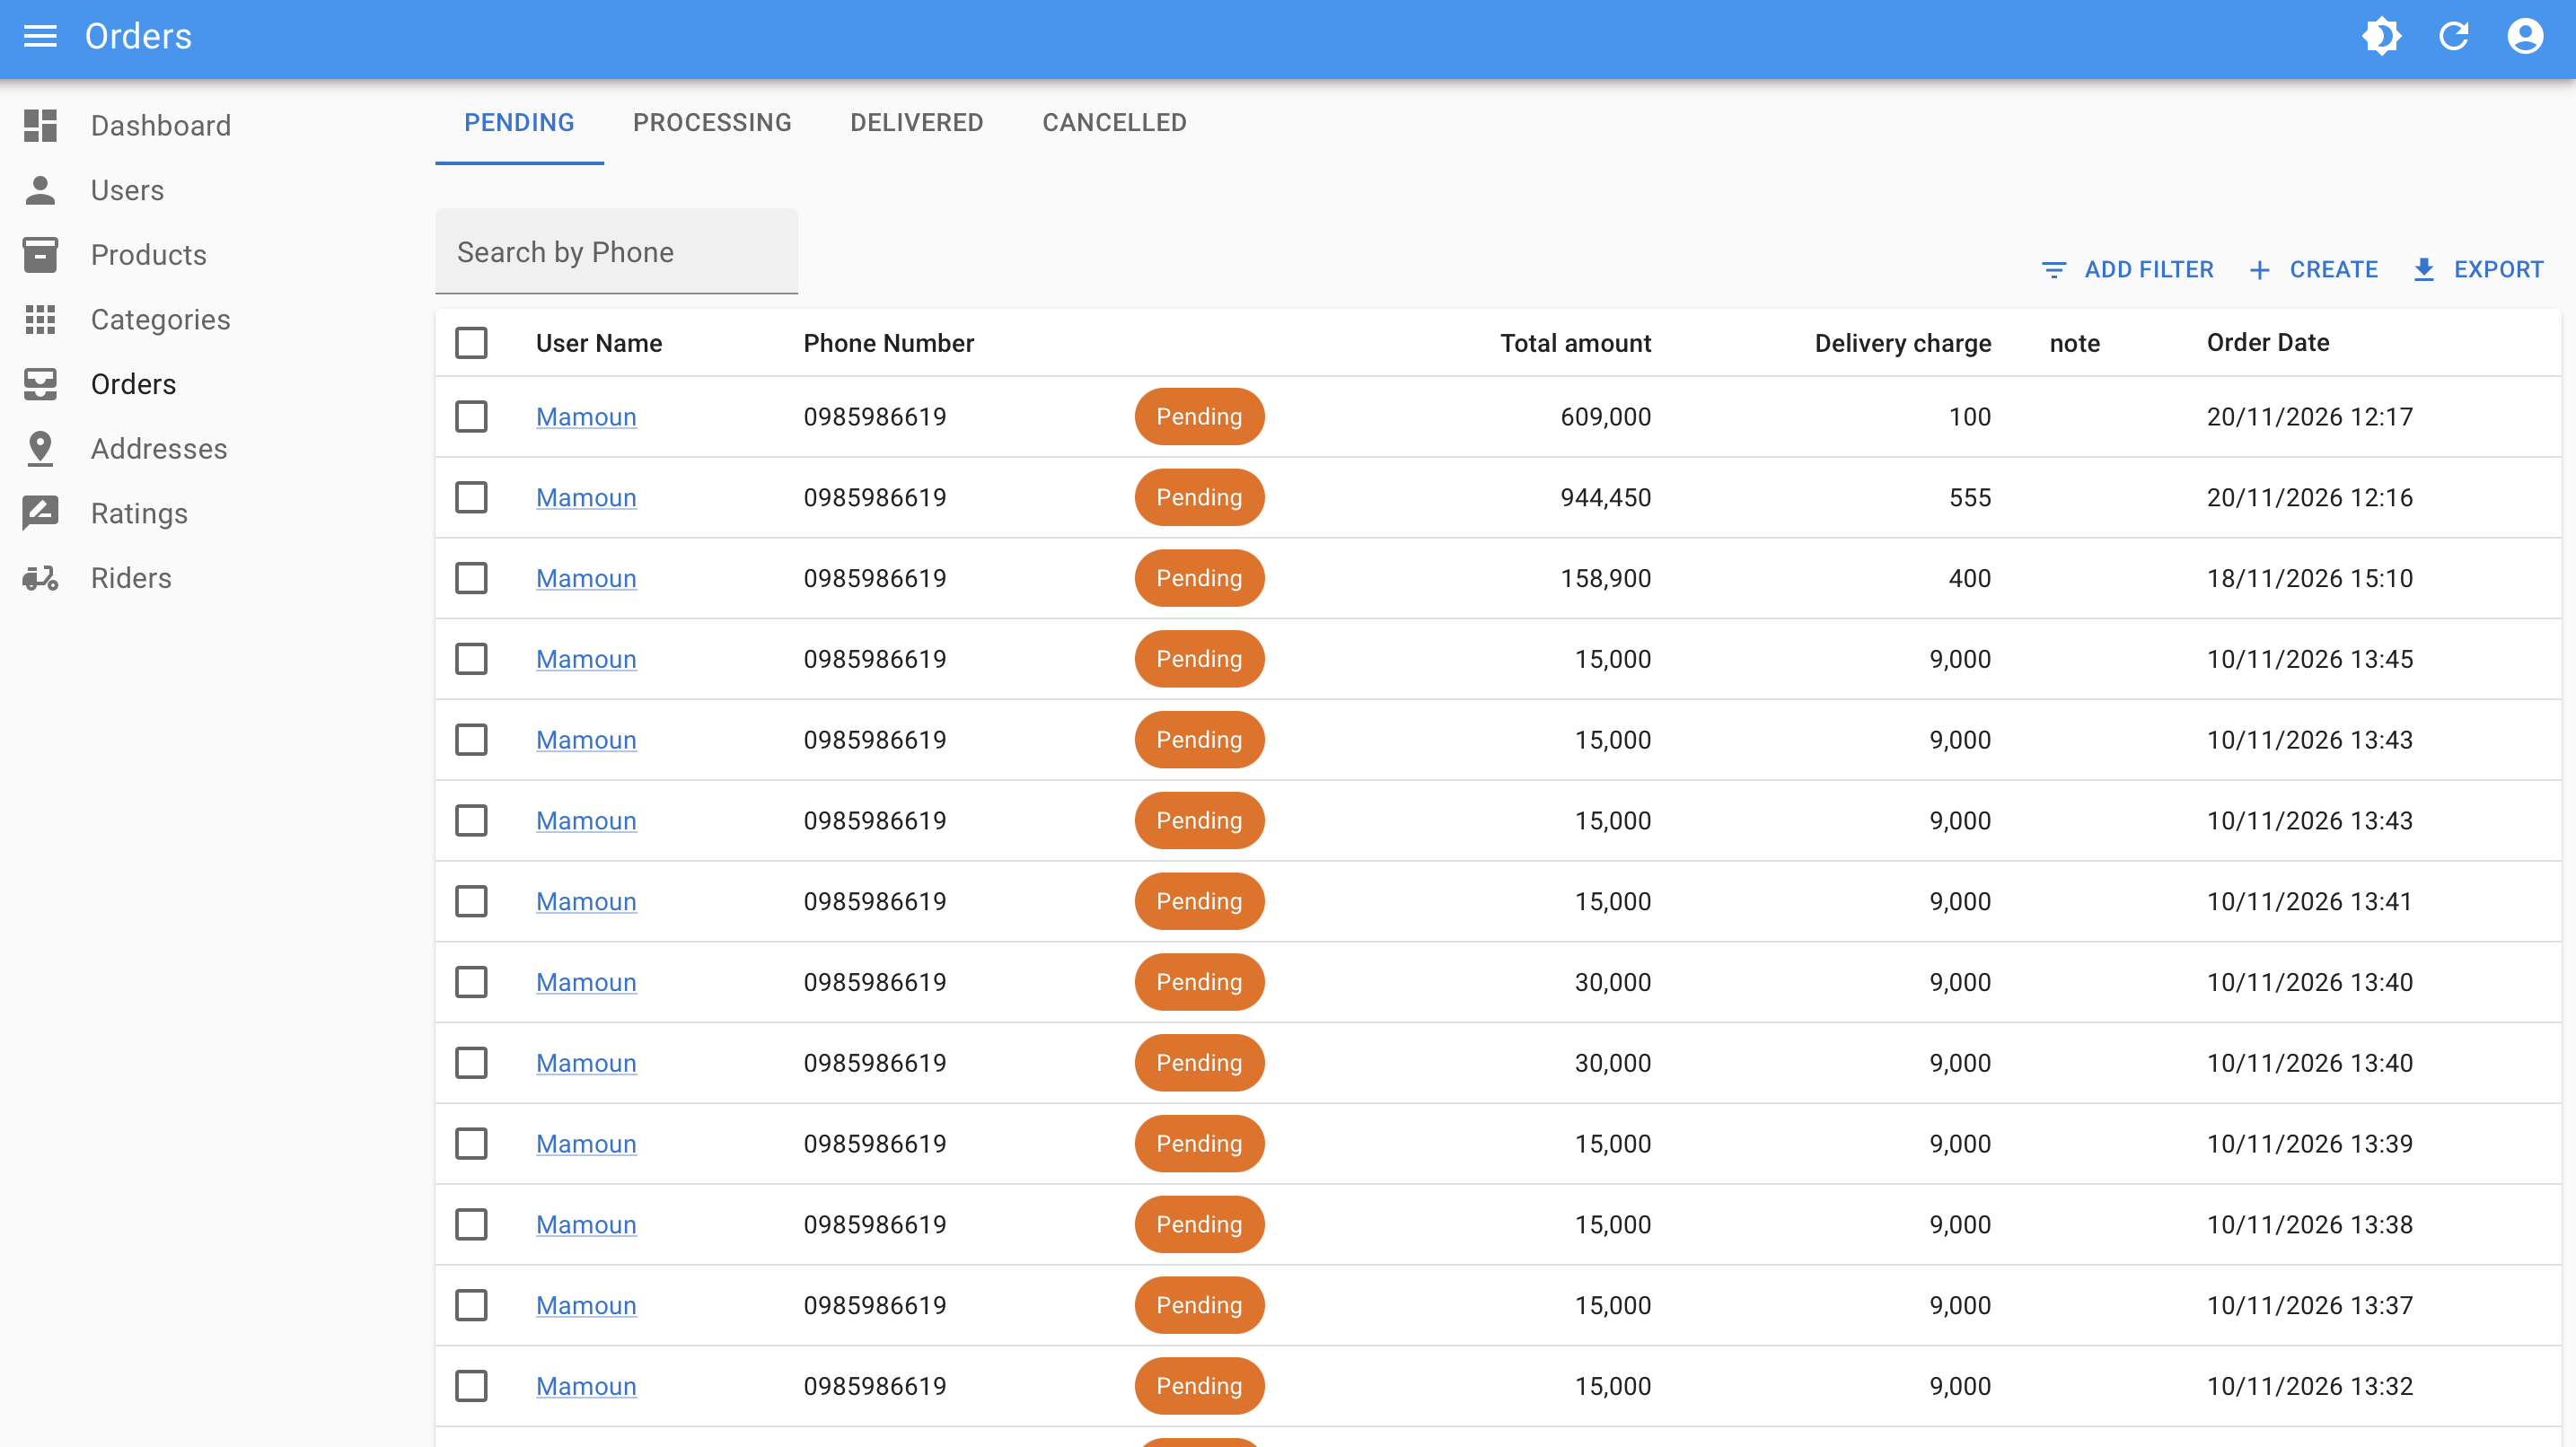 Orders
Dashboard
Users
Products
Categories
Orders
Addresses
Ratings
Riders
PENDING PROCESSING DELIVERED CANCELLED
Search by Phone
ADD FILTER CREATE EXPORT
User Name Phone Number Total amount Delivery charge note Order Date
Mamoun 0985986619 Pending 609,000 100 20/11/2026 12:17
Mamoun 0985986619 Pending 944,450 555 20/11/2026 12:16
Mamoun 0985986619 Pending 158,900 400 18/11/2026 15:10
Mamoun 0985986619 Pending 15,000 9,000 10/11/2026 13:45
Mamoun 0985986619 Pending 15,000 9,000 10/11/2026 13:43
Mamoun 0985986619 Pending 15,000 9,000 10/11/2026 13:43
Mamoun 0985986619 Pending 15,000 9,000 10/11/2026 13:41
Mamoun 0985986619 Pending 30,000 9,000 10/11/2026 13:40
Mamoun 0985986619 Pending 30,000 9,000 10/11/2026 13:40
Mamoun 0985986619 Pending 15,000 9,000 10/11/2026 13:39
Mamoun 0985986619 Pending 15,000 9,000 10/11/2026 13:38
Mamoun 0985986619 Pending 15,000 9,000 10/11/2026 13:37
Mamoun 0985986619 Pending 15,000 9,000 10/11/2026 13:32